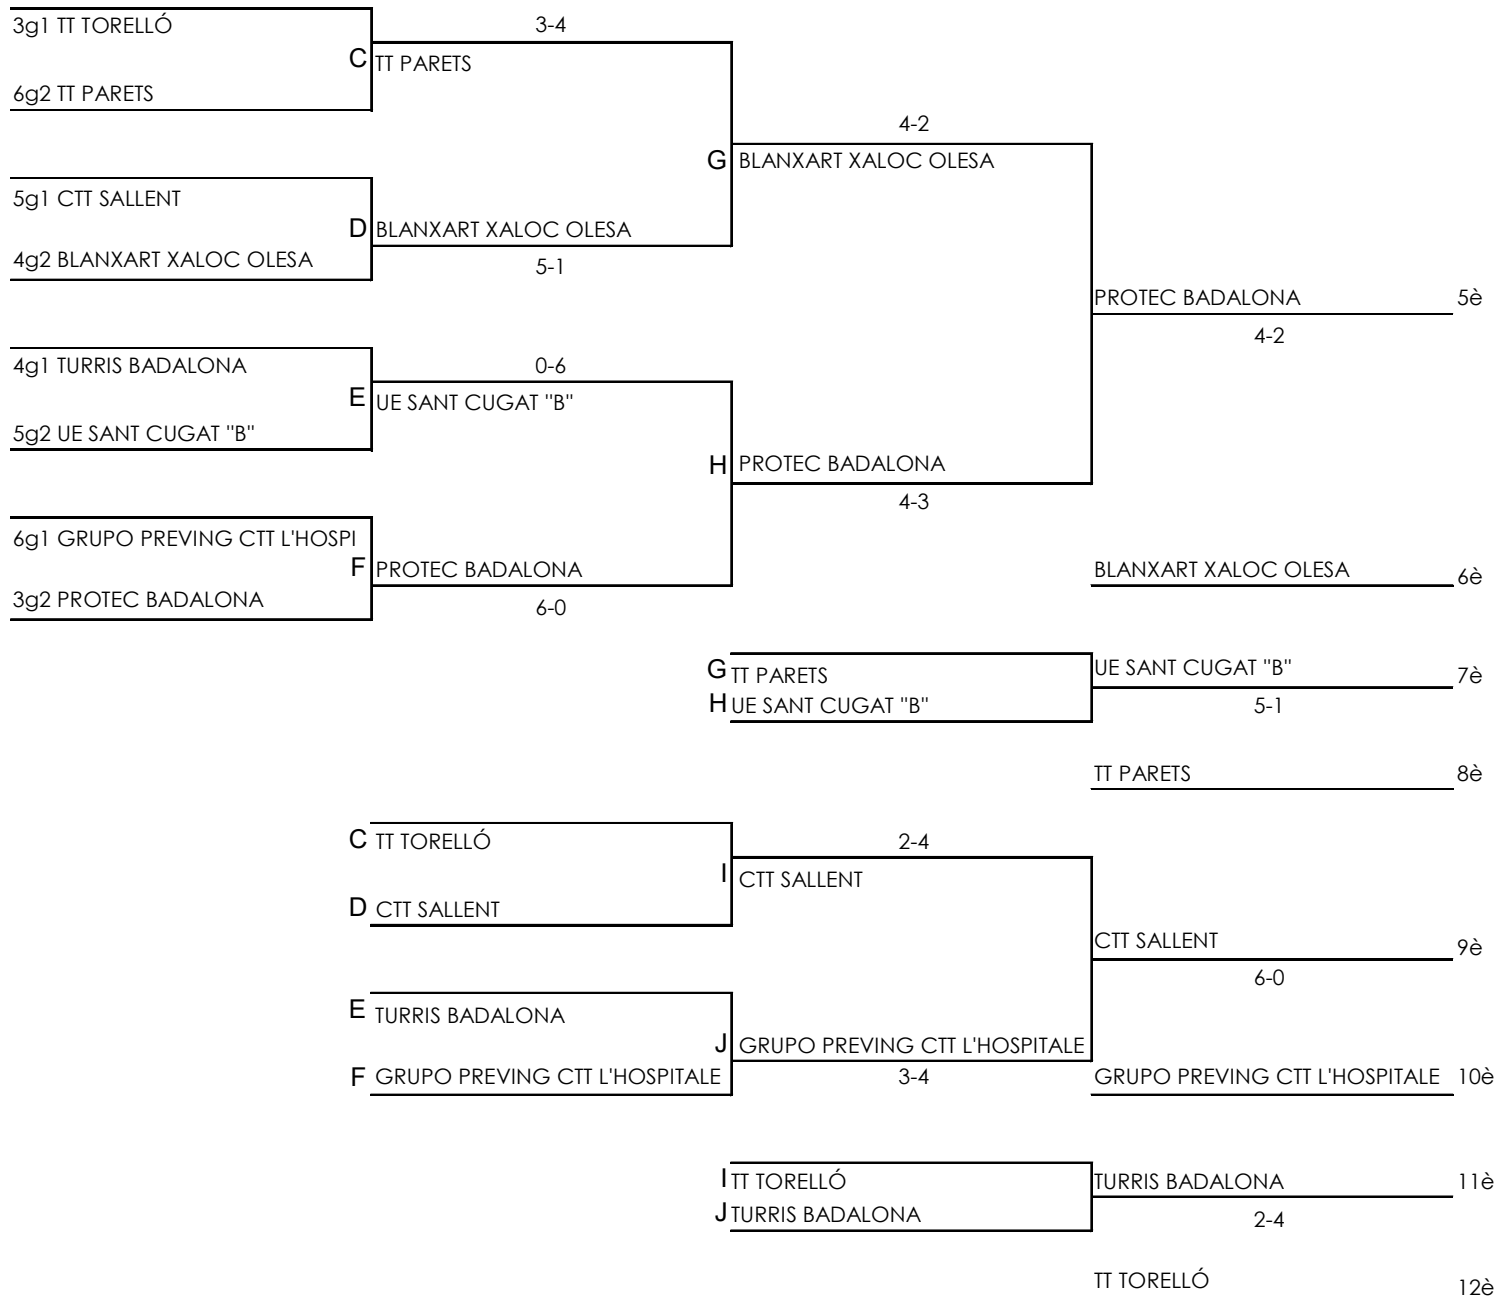 3g1 TT TORELLÓ
3-4
C TT PARETS
6g2 TT PARETS
4-2
G BLANXART XALOC OLESA
5g1 CTT SALLENT
D BLANXART XALOC OLESA
4g2 BLANXART XALOC OLESA
5-1
PROTEC BADALONA 5è
4-2
4g1 TURRIS BADALONA
0-6
E UE SANT CUGAT "B"
5g2 UE SANT CUGAT "B"
H PROTEC BADALONA
4-3
6g1 GRUPO PREVING CTT L'HOSPI
F PROTEC BADALONA
BLANXART XALOC OLESA 6è
3g2 PROTEC BADALONA
6-0
G TT PARETS
UE SANT CUGAT "B" 7è
H UE SANT CUGAT "B"
5-1
TT PARETS 8è
C TT TORELLÓ
2-4
I CTT SALLENT
D CTT SALLENT
CTT SALLENT 9è
6-0
E TURRIS BADALONA
J GRUPO PREVING CTT L'HOSPITALE
F GRUPO PREVING CTT L'HOSPITALE
3-4
GRUPO PREVING CTT L'HOSPITALE 10è
I TT TORELLÓ
TURRIS BADALONA 11è
J TURRIS BADALONA
2-4
TT TORELLÓ 12è